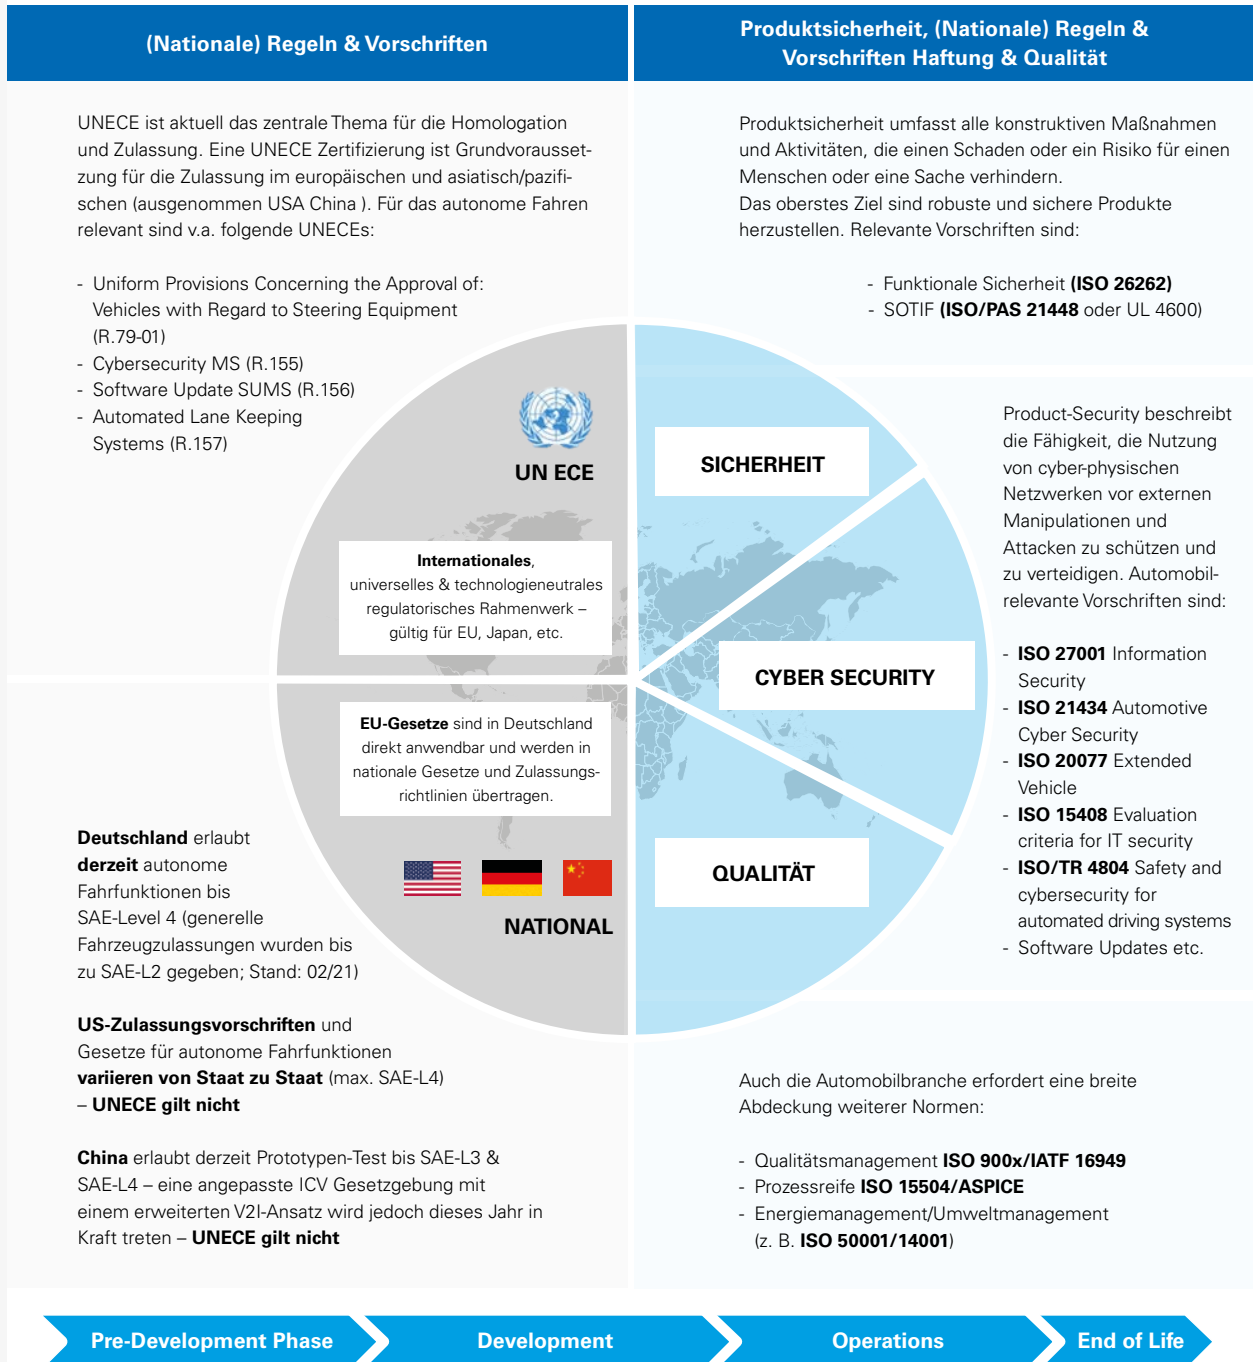 (Nationale) Regeln & Vorschriften
UNECE ist aktuell das zentrale Thema für die Homologation
und Zulassung. Eine UNECE Zertifizierung ist Grundvorausset-
zung für die Zulassung im europäischen und asiatisch/pazifi-
schen (ausgenommen USA China ). Für das autonome Fahren
relevant sind v.a. folgende UNECEs:
- Uniform Provisions Concerning the Approval of:
Vehicles with Regard to Steering Equipment
(R.79-01)
- Cybersecurity MS (R.155)
- Software Update SUMS (R.156)
- Automated Lane Keeping
Systems (R.157)
UN ECE
Internationales,
universelles & technologieneutrales
regulatorisches Rahmenwerk –
gültig für EU, Japan, etc.
EU-Gesetze sind in Deutschland
direkt anwendbar und werden in
nationale Gesetze und Zulassungs-
richtlinien übertragen.
NATIONAL
Deutschland erlaubt
derzeit autonome
Fahrfunktionen bis
SAE-Level 4 (generelle
Fahrzeugzulassungen wurden bis
zu SAE-L2 gegeben; Stand: 02/21)
US-Zulassungsvorschriften und
Gesetze für autonome Fahrfunktionen
variieren von Staat zu Staat (max. SAE-L4)
– UNECE gilt nicht
China erlaubt derzeit Prototypen-Test bis SAE-L3 &
SAE-L4 – eine angepasste ICV Gesetzgebung mit
einem erweiterten V2I-Ansatz wird jedoch dieses Jahr in
Kraft treten – UNECE gilt nicht
Produktsicherheit, (Nationale) Regeln &
Vorschriften Haftung & Qualität
Produktsicherheit umfasst alle konstruktiven Maßnahmen
und Aktivitäten, die einen Schaden oder ein Risiko für einen
Menschen oder eine Sache verhindern.
Das oberstes Ziel sind robuste und sichere Produkte
herzustellen. Relevante Vorschriften sind:
- Funktionale Sicherheit (ISO 26262)
- SOTIF (ISO/PAS 21448 oder UL 4600)
SICHERHEIT
CYBER SECURITY
QUALITÄT
Product-Security beschreibt
die Fähigkeit, die Nutzung
von cyber-physischen
Netzwerken vor externen
Manipulationen und
Attacken zu schützen und
zu verteidigen. Automobil-
relevante Vorschriften sind:
- ISO 27001 Information
Security
- ISO 21434 Automotive
Cyber Security
- ISO 20077 Extended
Vehicle
- ISO 15408 Evaluation
criteria for IT security
- ISO/TR 4804 Safety and
cybersecurity for
automated driving systems
- Software Updates etc.
Auch die Automobilbranche erfordert eine breite
Abdeckung weiterer Normen:
- Qualitätsmanagement ISO 900x/IATF 16949
- Prozessreife ISO 15504/ASPICE
- Energiemanagement/Umweltmanagement
(z. B. ISO 50001/14001)
Pre-Development Phase
Development
Operations
End of Life